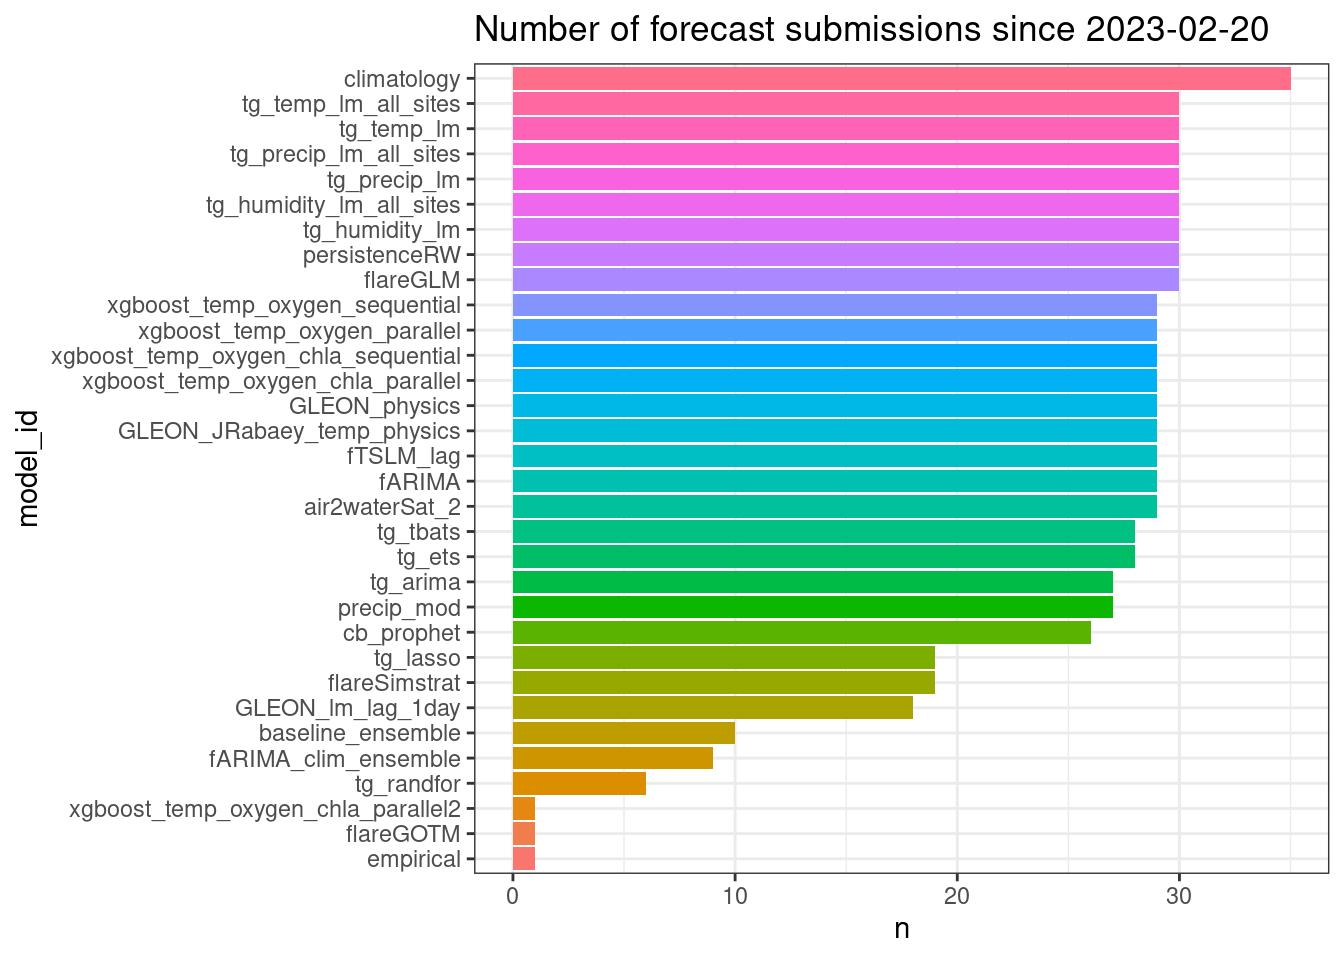 Number of forecast submissions since 2023-02-20
climatology
tg_temp_lm_all_sites
tg_temp_lm
tg_precip_lm_all_sites
tg_precip_lm
tg_humidity_lm_all_sites
tg_humidity_lm
persistenceRW
flareGLM
xgboost_temp_oxygen_sequential
xgboost_temp_oxygen_parallel
xgboost_temp_oxygen_chla_sequential
xgboost_temp_oxygen_chla_parallel
GLEON_physics
GLEON_JRabaey_temp_physics
fTSLM_lag
fARIMA
air2waterSat_2
tg_tbats
tg_ets
tg_arima
precip_mod
cb_prophet
tg_lasso
flareSimstrat
GLEON_lm_lag_1day
baseline_ensemble
fARIMA_clim_ensemble
tg_randfor
xgboost_temp_oxygen_chla_parallel2
flareGOTM
empirical
model_id
0 10 20 30
n